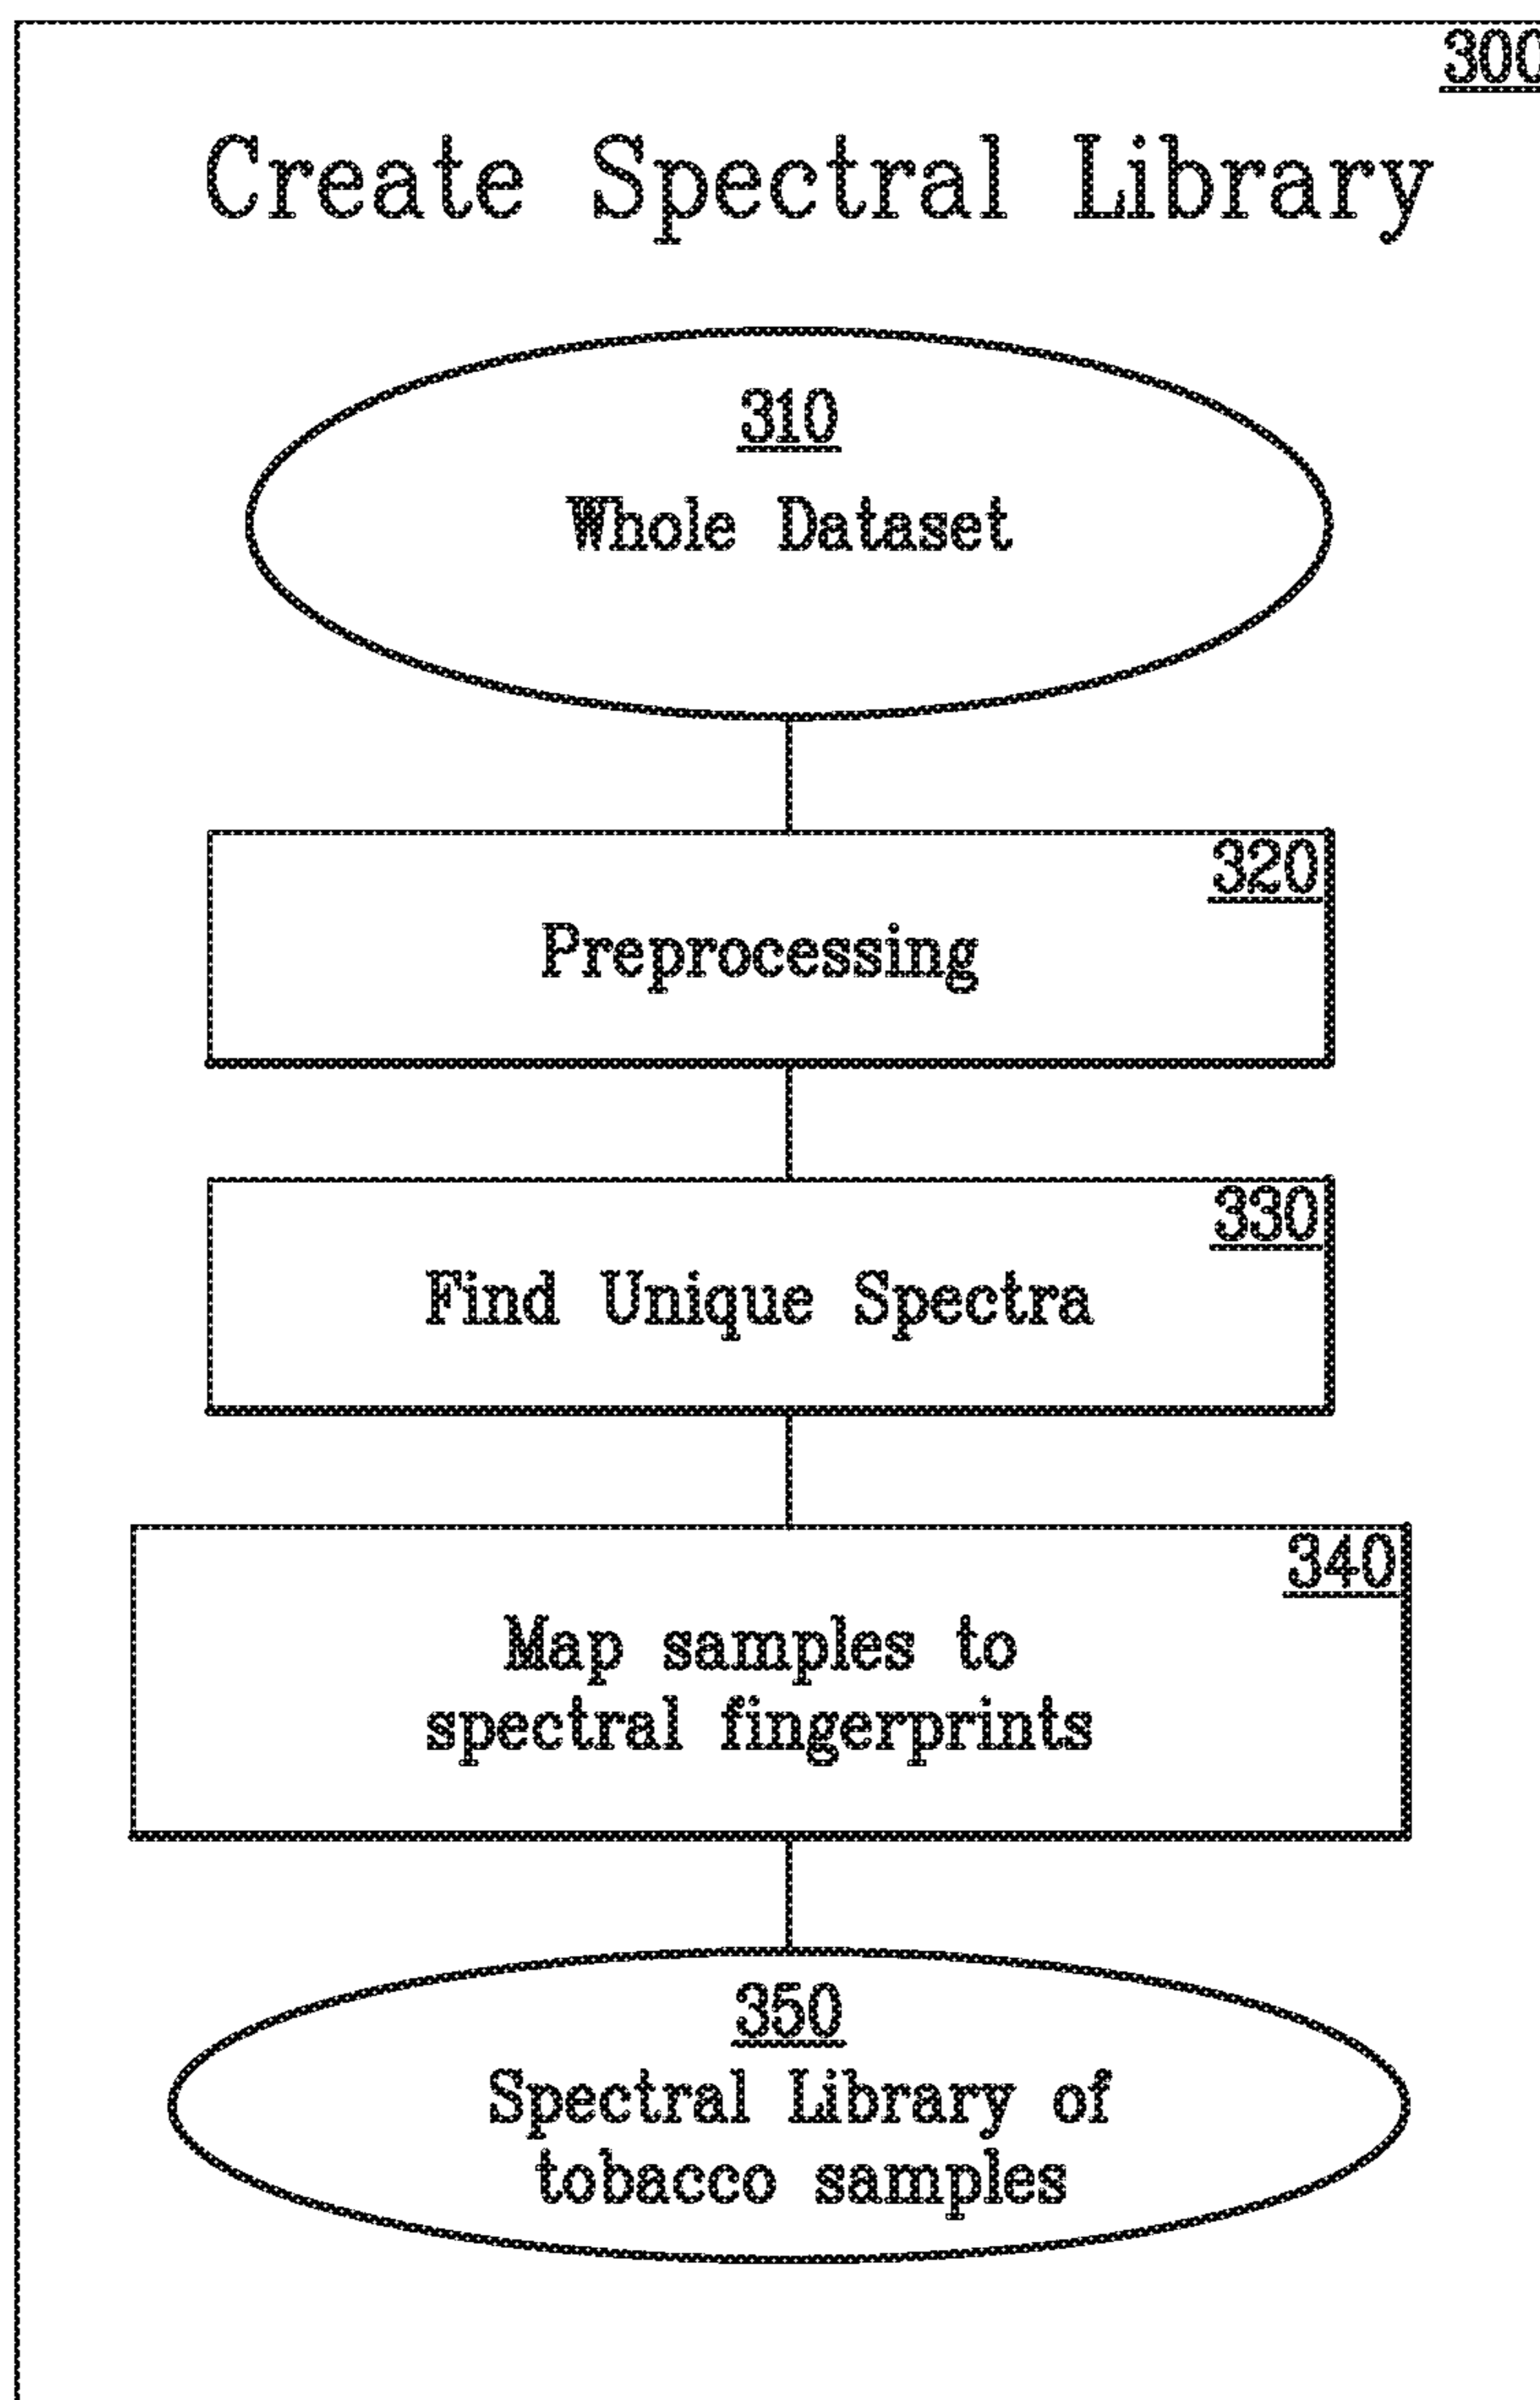 300
Create Spectral Library
310
Whole Dataset
320
Preprocessing
330
Find Unique Spectra
340
Map samples to
spectral fingerprints
350
Spectral Library of
tobacco samples